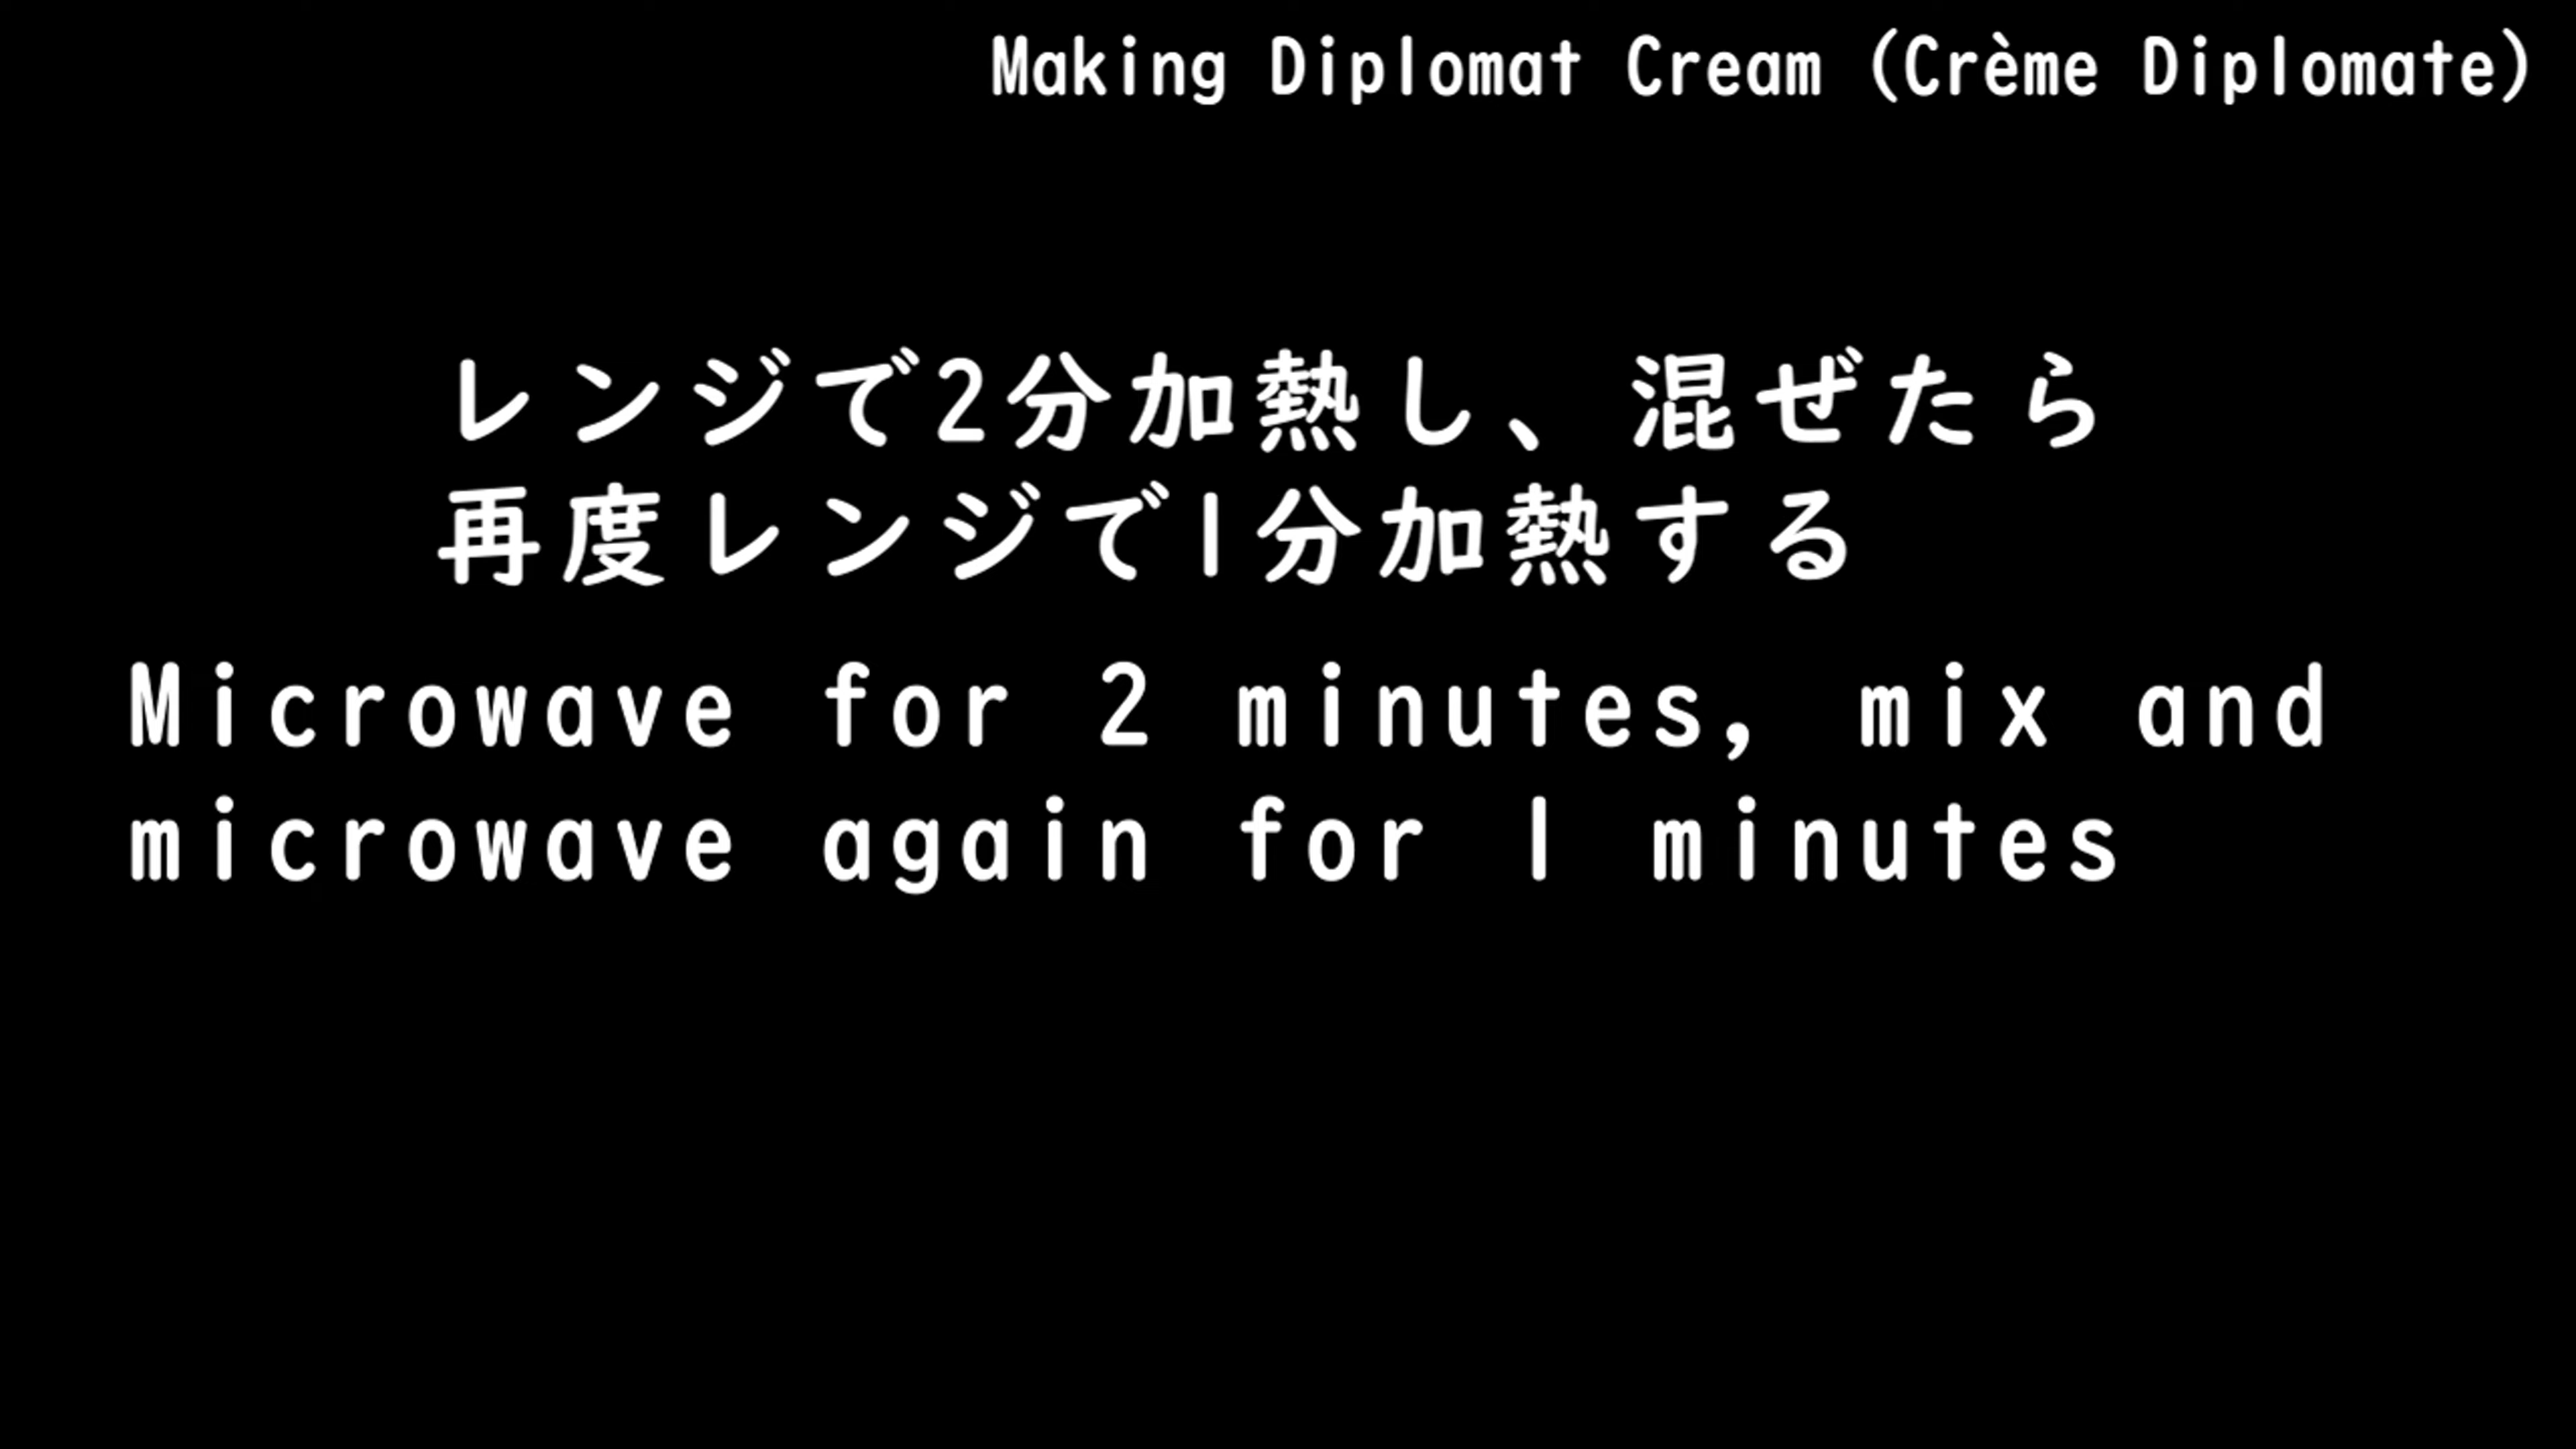 Making Diplomat Cream (Crème Diplomate)
レンジで2分加熱し、混ぜたら
再度レンジで1分加熱する
Microwave for 2 minutes, mix and
microwave again for 1 minutes